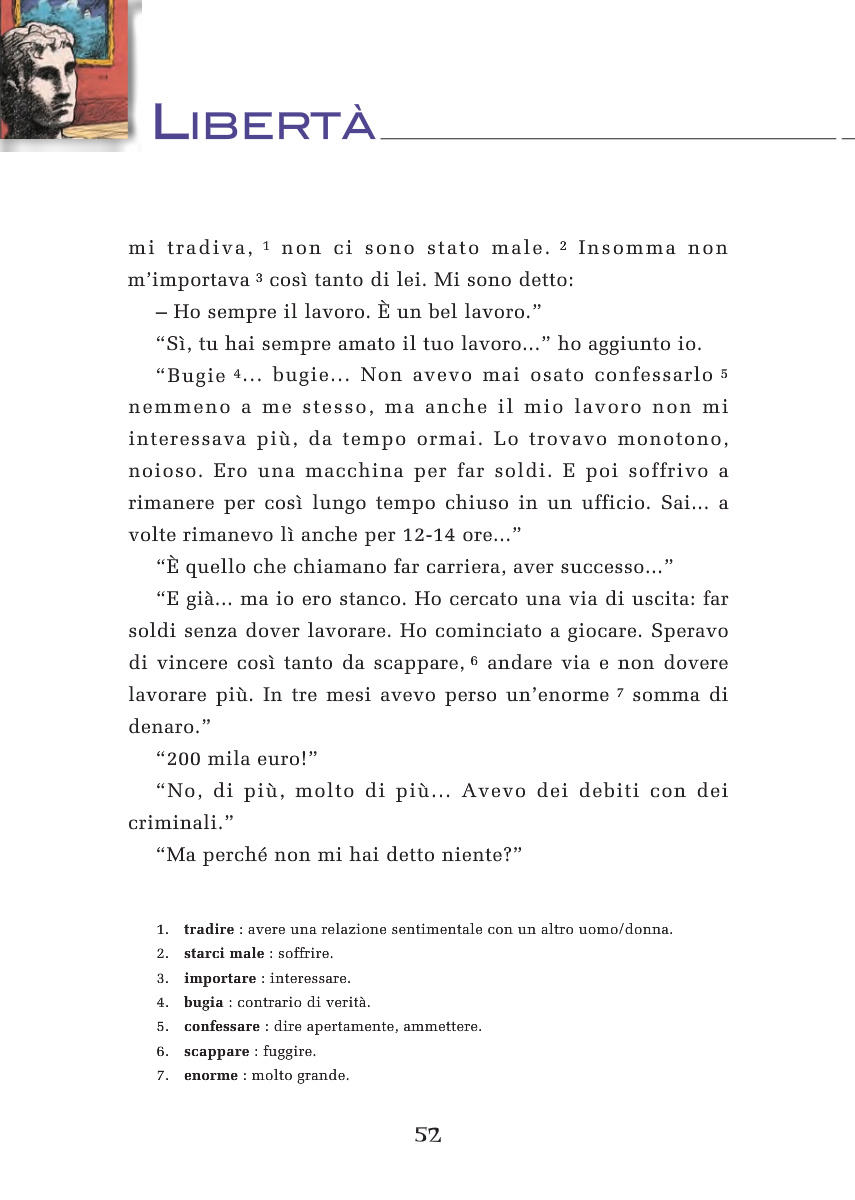 LIBERTÀ
mi tradiva, 1 non ci sono stato male. 2 Insomma non
m’importava 3 così tanto di lei. Mi sono detto:
– Ho sempre il lavoro. È un bel lavoro.”
“Sì, tu hai sempre amato il tuo lavoro...” ho aggiunto io.
“Bugie 4... bugie... Non avevo mai osato confessarlo 5
nemmeno a me stesso, ma anche il mio lavoro non mi
interessava più, da tempo ormai. Lo trovavo monotono,
noioso. Ero una macchina per far soldi. E poi soffrivo a
rimanere per così lungo tempo chiuso in un ufficio. Sai... a
volte rimanevo lì anche per 12-14 ore...”
“È quello che chiamano far carriera, aver successo...”
“E già... ma io ero stanco. Ho cercato una via di uscita: far
soldi senza dover lavorare. Ho cominciato a giocare. Speravo
di vincere così tanto da scappare, 6 andare via e non dovere
lavorare più. In tre mesi avevo perso un’enorme 7 somma di
denaro.”
“200 mila euro!”
“No, di più, molto di più... Avevo dei debiti con dei
criminali.”
“Ma perché non mi hai detto niente?”
1. tradire : avere una relazione sentimentale con un altro uomo/donna.
2. starci male : soffrire.
3. importare : interessare.
4. bugia : contrario di verità.
5. confessare : dire apertamente, ammettere.
6. scappare : fuggire.
7. enorme : molto grande.
52